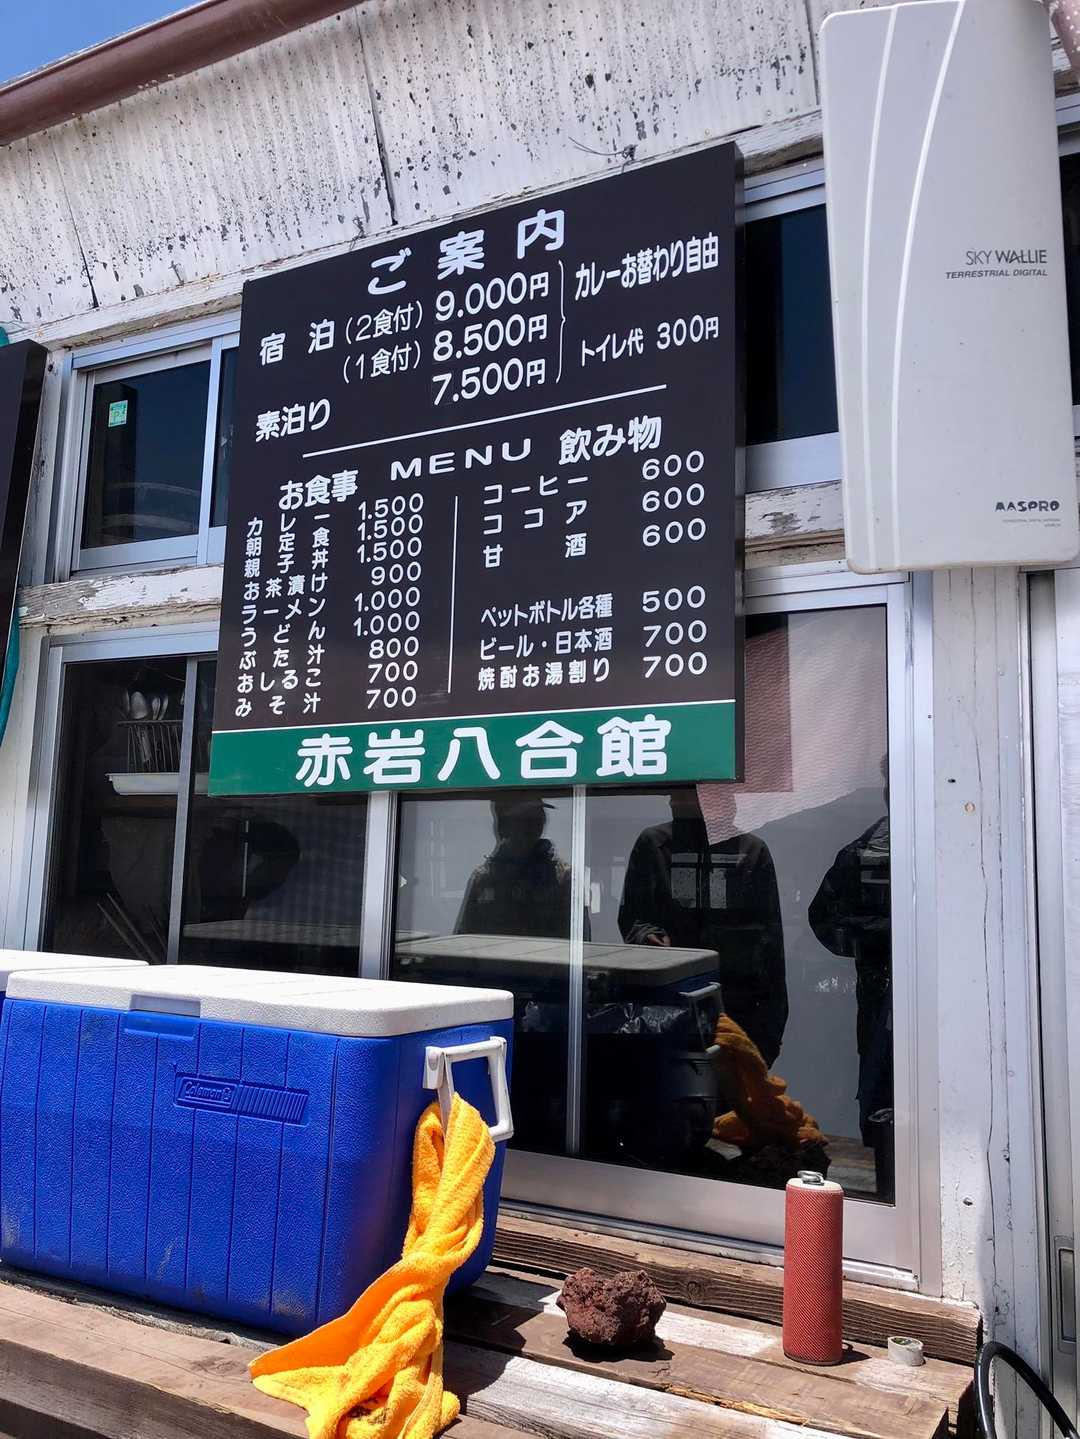 ご案内
宿泊 (2食付) 9.000円 カレーお替わり自由
(1食付) 8.500円
素泊り 7.500円 トイレ代 300円
MENU
お食事
カレー 1.500
朝定食 1.500
親子丼 1.500
お茶漬け 900
ラーメン 1.000
うどん 1.000
ぶた汁 800
おしるこ 700
みそ汁 700
飲み物
コーヒー 600
ココア 600
甘酒 600
ペットボトル各種 500
ビール・日本酒 700
焼酎お湯割り 700
赤岩八合館
SKY WALLIE
TERRESTRIAL DIGITAL
MASPRO
Coleman